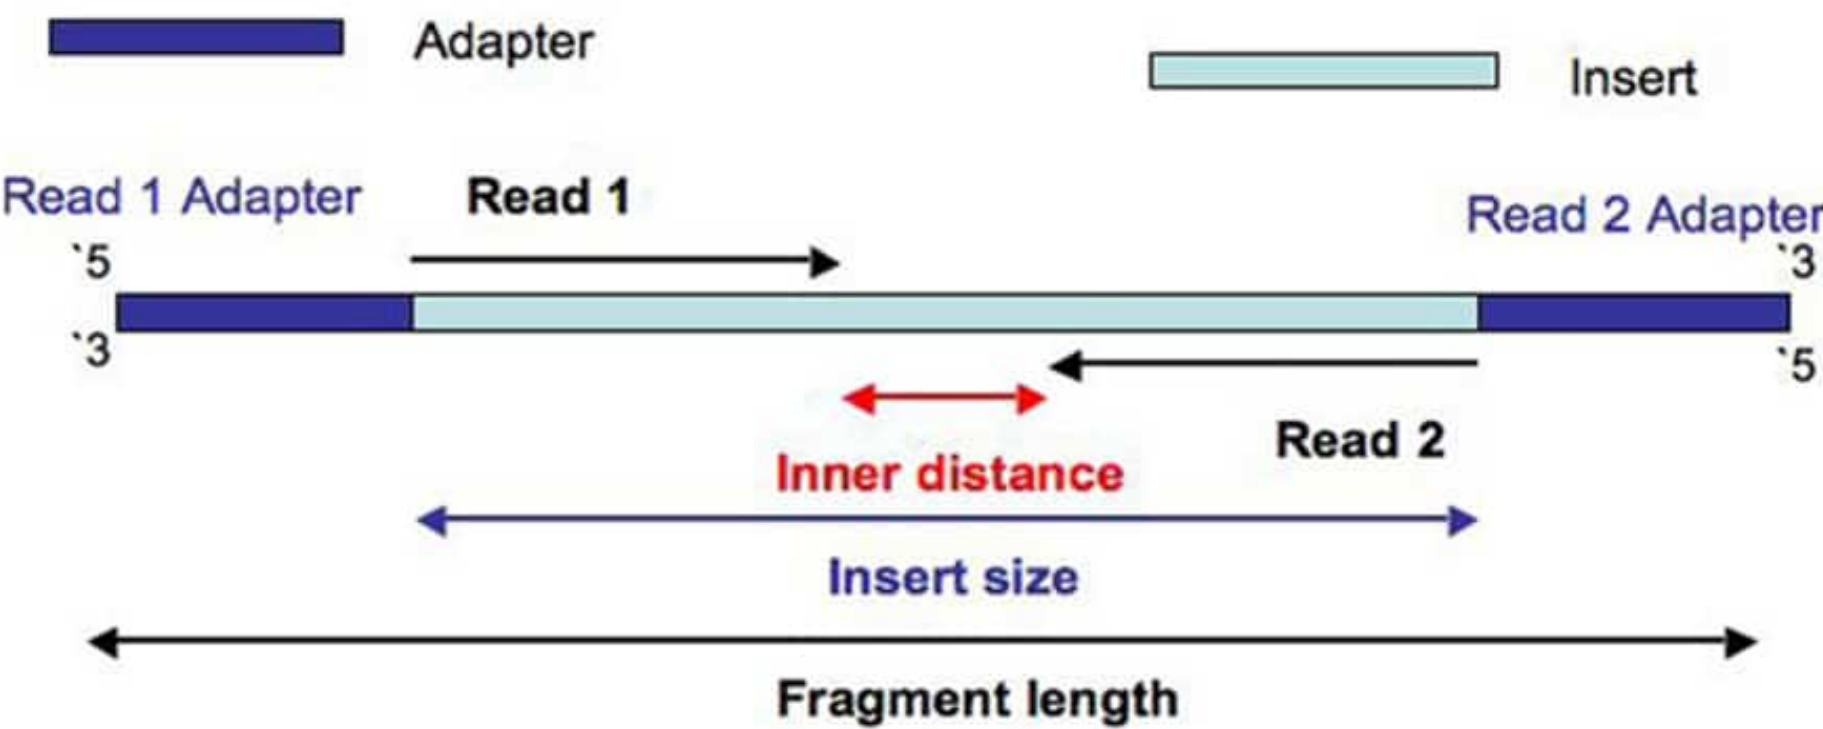 Adapter
Insert
Read 1 Adapter
Read 1
Read 2 Adapter
`5
`3
`3
`5
Read 2
Inner distance
Insert size
Fragment length